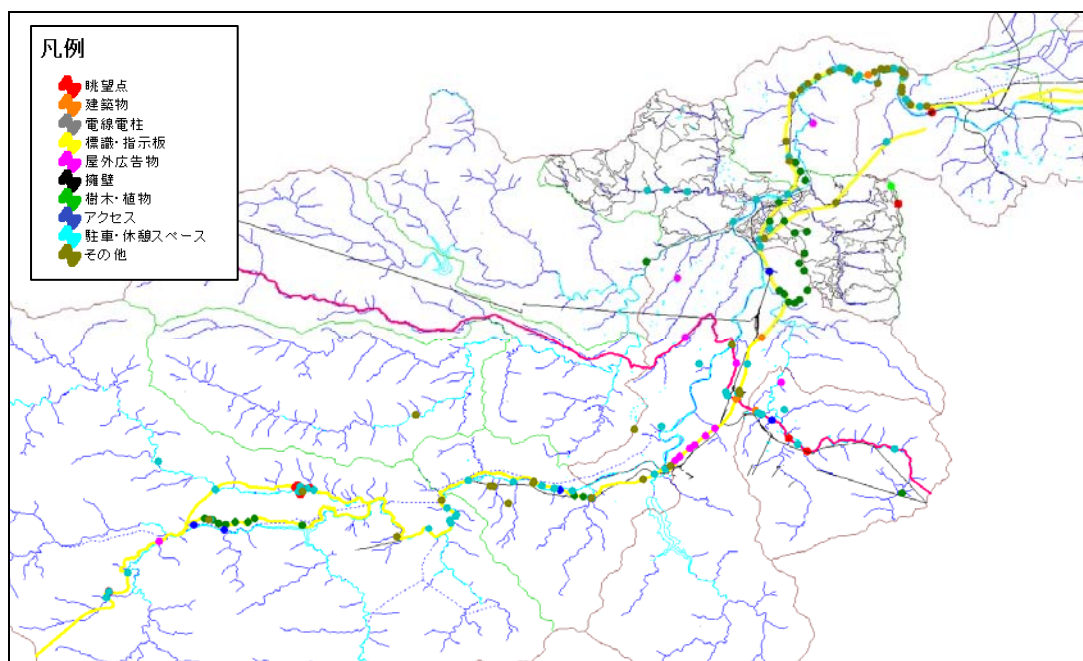 凡例
眺望点
建築物
電線電柱
標識・指示板
屋外広告物
擁壁
樹木・植物
アクセス
駐車・休憩スペース
その他